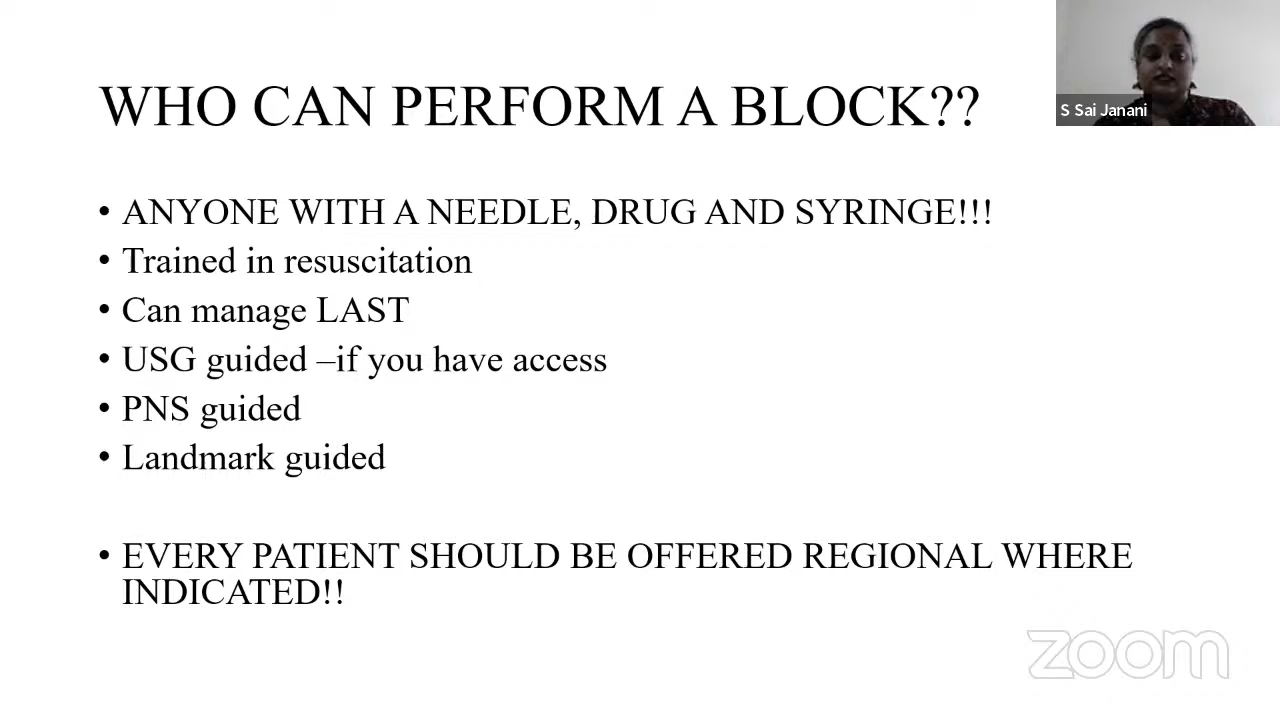 WHO CAN PERFORM A BLOCK??
S Sai Janani
• ANYONE WITH A NEEDLE, DRUG AND SYRINGE!!!
• Trained in resuscitation
• Can manage LAST
• USG guided –if you have access
• PNS guided
• Landmark guided
• EVERY PATIENT SHOULD BE OFFERED REGIONAL WHERE
INDICATED!!
zoom